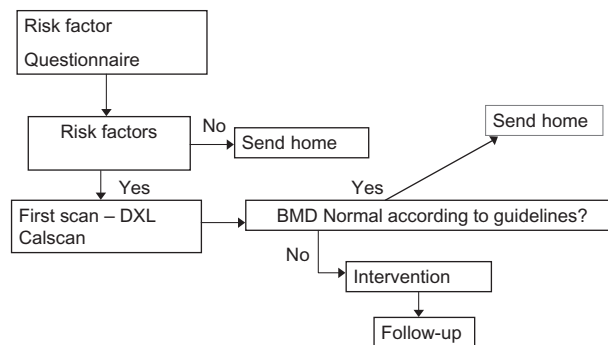 Risk factor
Questionnaire
Risk factors
No
Send home
Send home
Yes
Yes
First scan – DXL
Calscan
BMD Normal according to guidelines?
No
Intervention
Follow-up